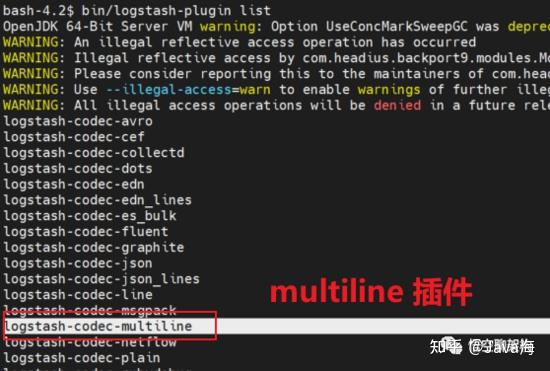 bash-4.2$ bin/logstash-plugin list
OpenJDK 64-Bit Server VM warning: Option UseConcMarkSweepGC was depre
WARNING: An illegal reflective access operation has occurred
WARNING: Illegal reflective access by com.headius.backport9.modules.Mo
WARNING: Please consider reporting this to the maintainers of com.hea
WARNING: Use --illegal-access=warn to enable warnings of further illeg
WARNING: All illegal access operations will be denied in a future rele
logstash-codec-avro
logstash-codec-cef
logstash-codec-collectd
logstash-codec-dots
logstash-codec-edn
logstash-codec-edn_lines
logstash-codec-es_bulk
logstash-codec-fluent
logstash-codec-graphite
logstash-codec-json
logstash-codec-json_lines
logstash-codec-line
logstash-codec-msgpack
multiline 插件
logstash-codec-multiline
logstash-codec-netflow
logstash-codec-plain
知乎 @Java海